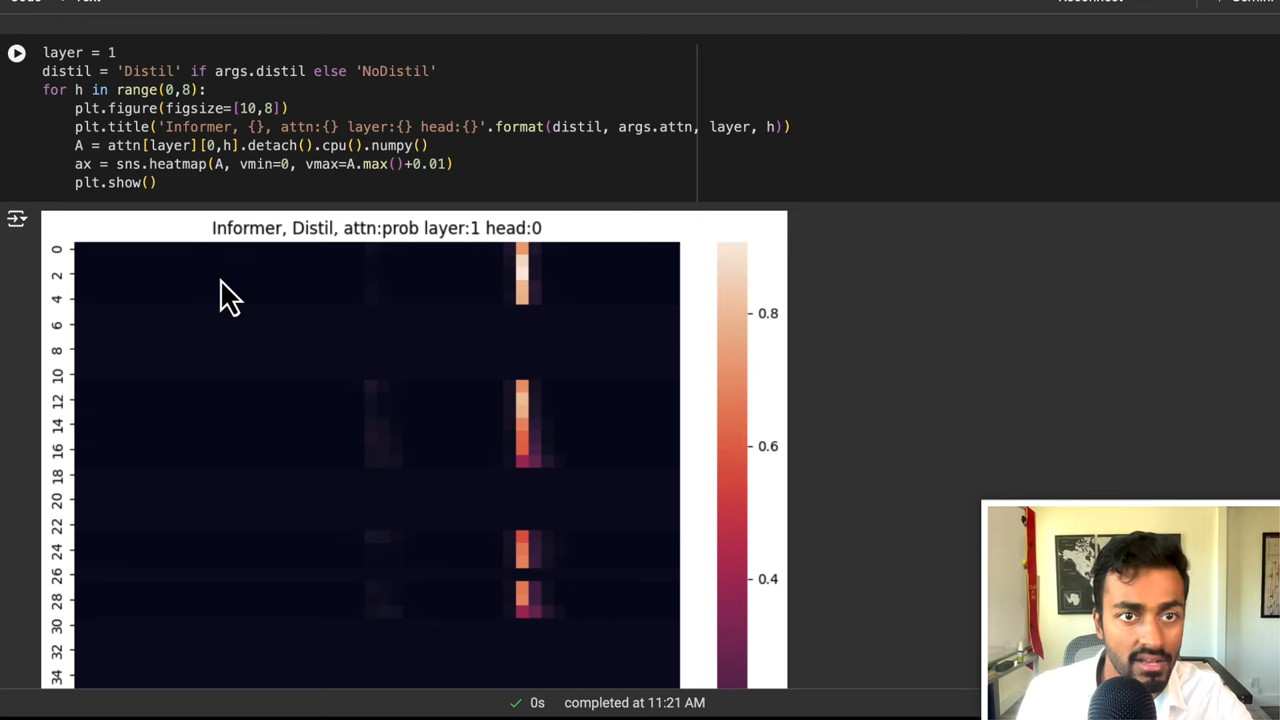 layer = 1
distil = 'Distil' if args.distil else 'NoDistil'
for h in range(0,8):
plt.figure(figsize=[10,8])
plt.title('Informer, {}, attn:{} layer:{} head:{}'.format(distil, args.attn, layer, h))
A = attn[layer][0,h].detach().cpu().numpy()
ax = sns.heatmap(A, vmin=0, vmax=A.max()+0.01)
plt.show()
Informer, Distil, attn:prob layer:1 head:0
0
2
4
6
8
10
12
14
16
18
20
22
24
26
28
30
32
34
0.8
0.6
0.4
0s completed at 11:21 AM